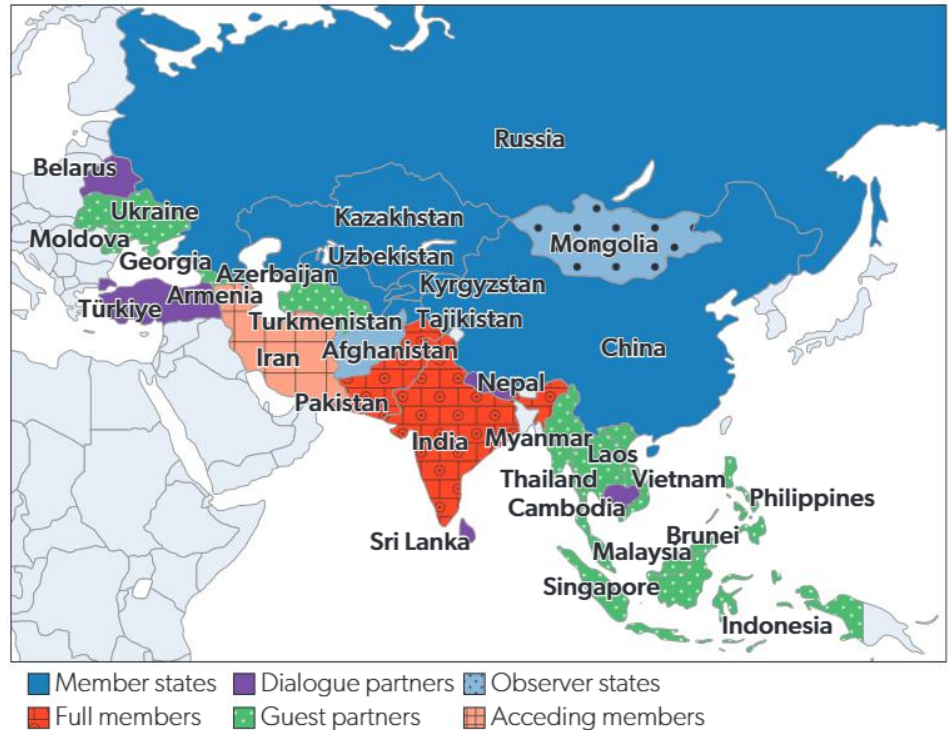 Russia
Belarus
Ukraine
Kazakhstan
Moldova
Mongolia
Uzbekistan
Georgia
Azerbaijan
Kyrgyzstan
Armenia
Türkiye
Turkmenistan
Tajikistan
Iran
Afghanistan
China
Nepal
Pakistan
India
Myanmar
Laos
Thailand
Vietnam
Cambodia
Philippines
Sri Lanka
Brunei
Malaysia
Singapore
Indonesia
Member states Dialogue partners Observer states
Full members Guest partners Acceding members